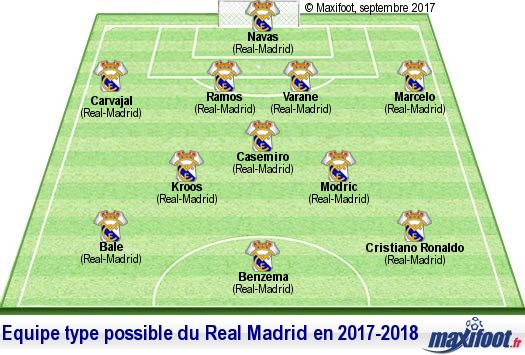 © Maxifoot, septembre 2017
Navas
(Real-Madrid)
Carvajal
(Real-Madrid)
Ramos
(Real-Madrid)
Varane
(Real-Madrid)
Marcelo
(Real-Madrid)
Casemiro
(Real-Madrid)
Kroos
(Real-Madrid)
Modric
(Real-Madrid)
Bale
(Real-Madrid)
Cristiano Ronaldo
(Real-Madrid)
Benzema
(Real-Madrid)
Equipe type possible du Real Madrid en 2017-2018
maxifoot.fr